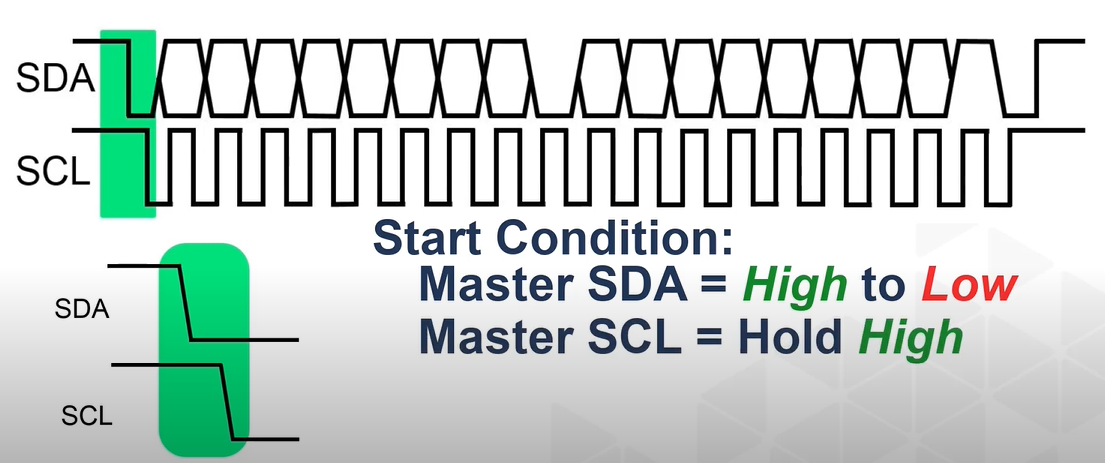 SDA
SCL
Start Condition:
Master SDA = High to Low
Master SCL = Hold High
SDA
SCL